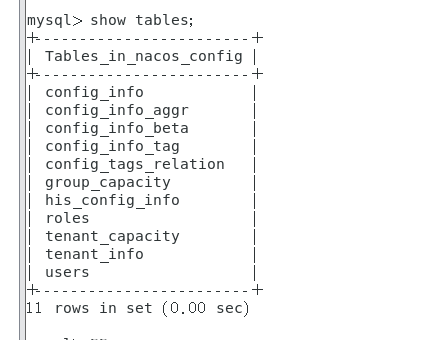 mysql> show tables;
+------------------------+
| Tables_in_nacos_config |
+------------------------+
| config_info            |
| config_info_aggr       |
| config_info_beta       |
| config_info_tag        |
| config_tags_relation   |
| group_capacity         |
| his_config_info        |
| roles                  |
| tenant_capacity        |
| tenant_info            |
| users                  |
+------------------------+
11 rows in set (0.00 sec)